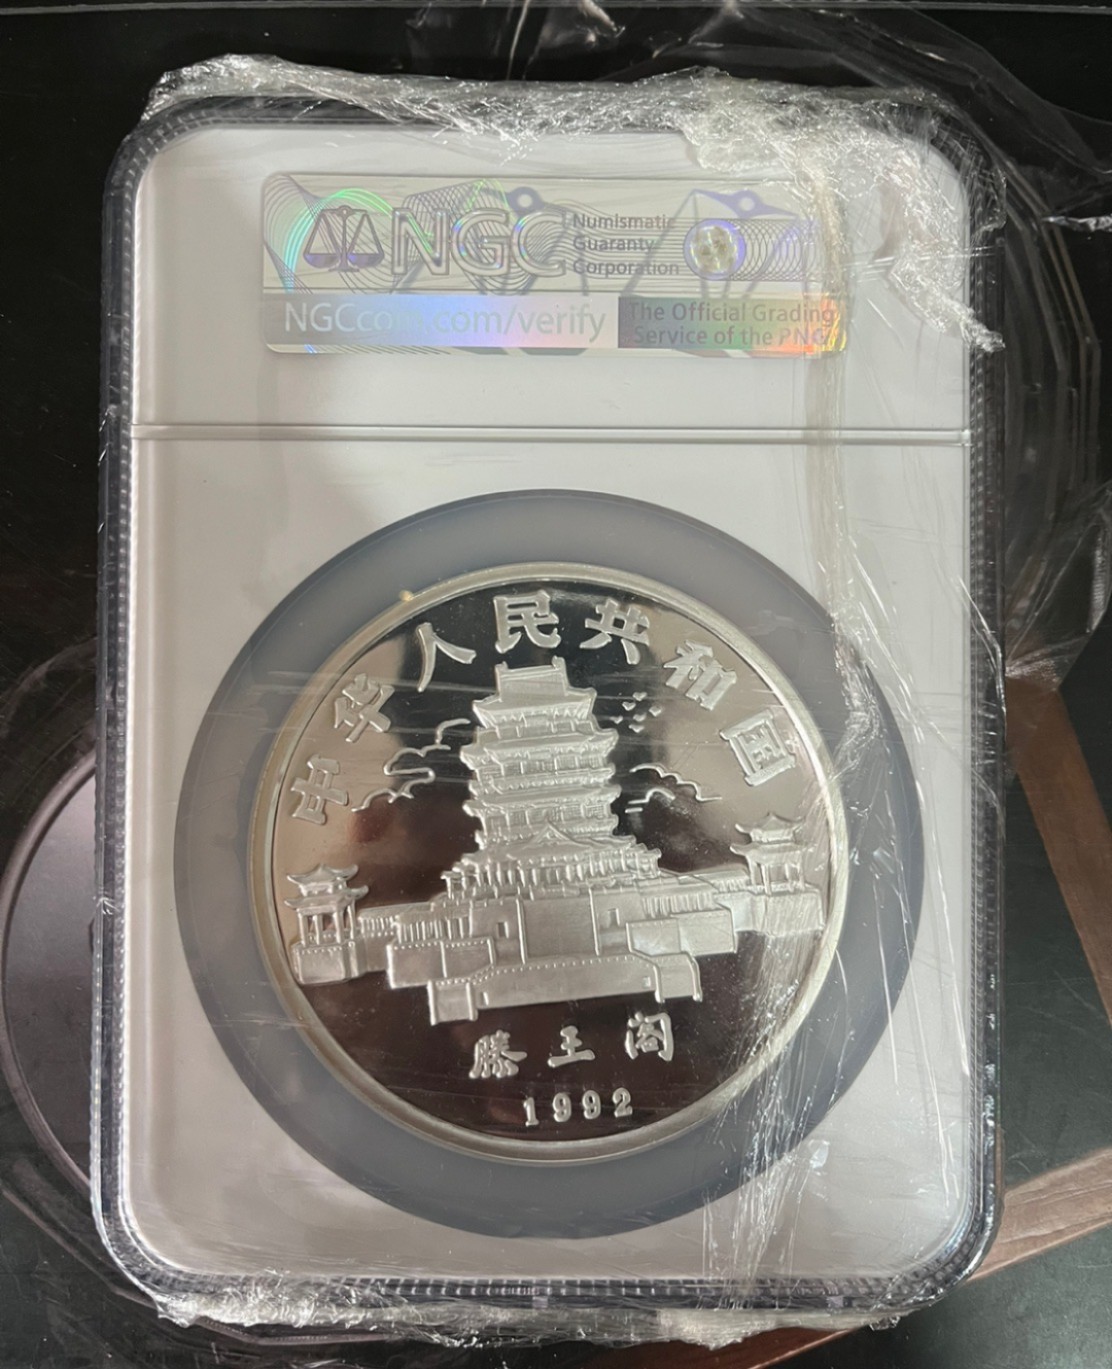 NGC
Numismatic
Guaranty
Corporation
NGCcoin.com/verify
The Official Grading
Service of the PNG
中华人民共和国
滕王阁
1992